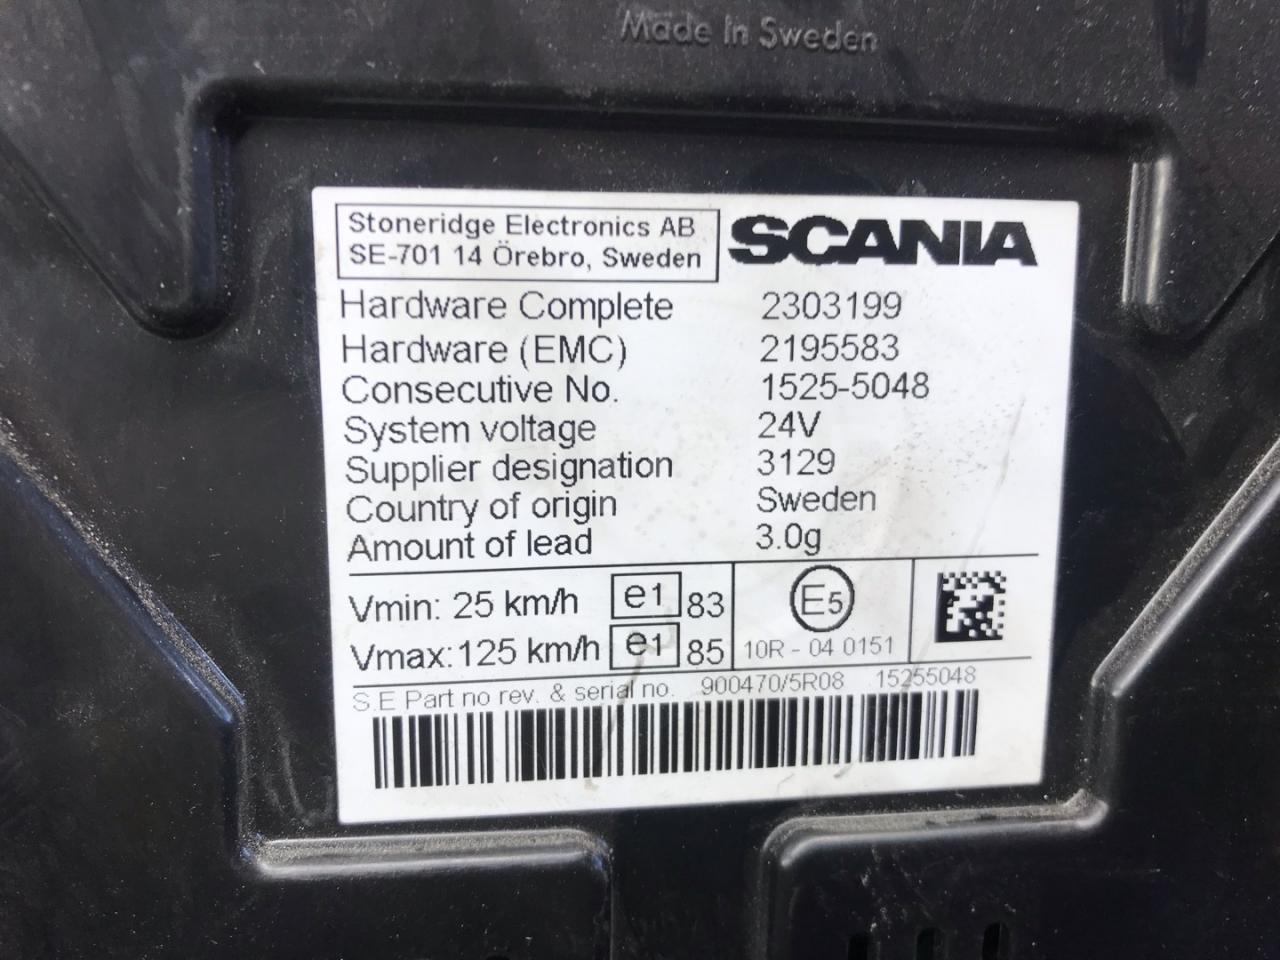 Made In Sweden
Stoneridge Electronics AB
SE-701 14 Örebro, Sweden
SCANIA
Hardware Complete 2303199
Hardware (EMC) 2195583
Consecutive No. 1525-5048
System voltage 24V
Supplier designation 3129
Country of origin Sweden
Amount of lead 3.0g
Vmin: 25 km/h e1 83
Vmax: 125 km/h e1 85
E5
10R - 04 0151
S.E Part no rev. & serial no. 900470/5R08 15255048